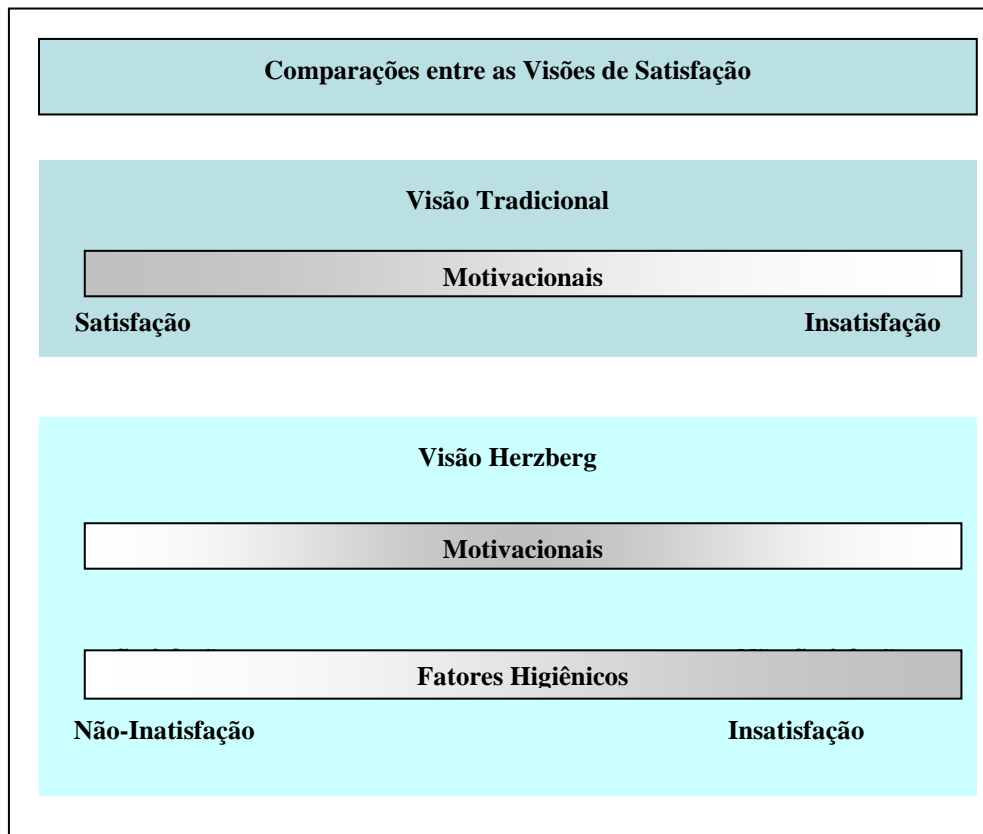 Comparações entre as Visões de Satisfação
Visão Tradicional
Motivacionais
Satisfação Insatisfação
Visão Herzberg
Motivacionais
Fatores Higiênicos
Não-Inatisfação Insatisfação